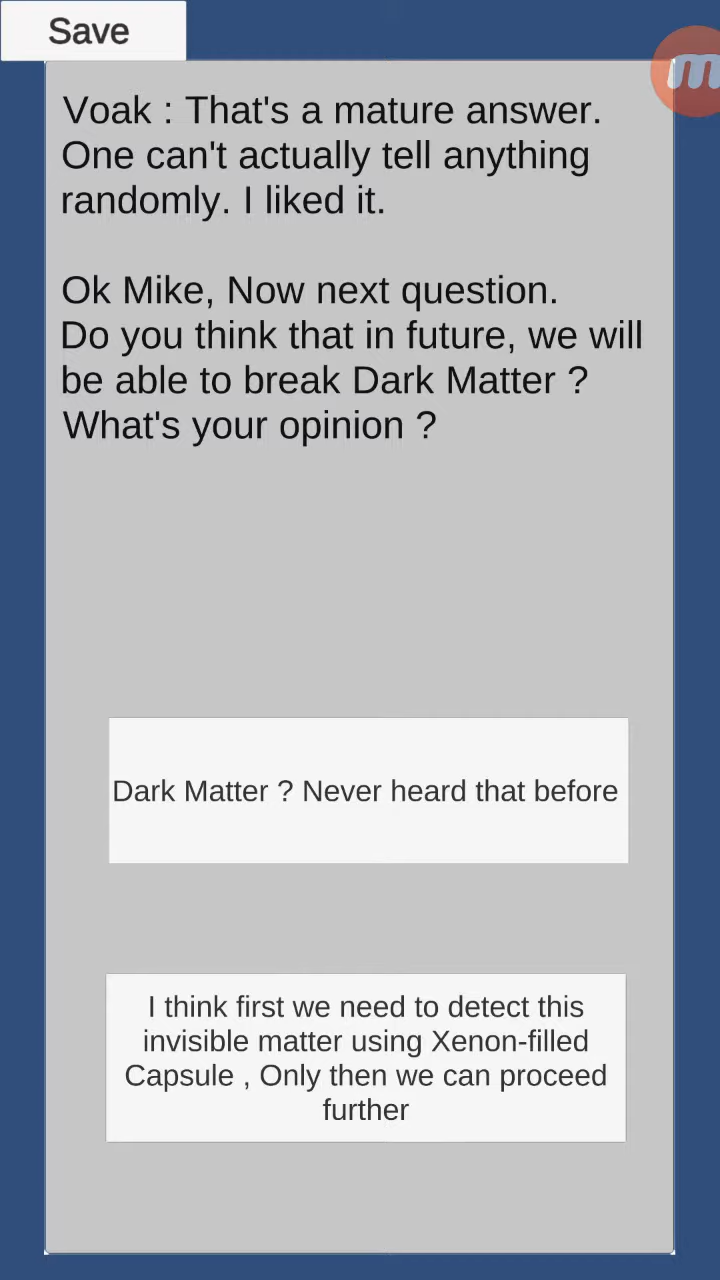 Save
Voak : That's a mature answer.
One can't actually tell anything
randomly. I liked it.
Ok Mike, Now next question.
Do you think that in future, we will
be able to break Dark Matter ?
What's your opinion ?
Dark Matter ? Never heard that before
I think first we need to detect this
invisible matter using Xenon-filled
Capsule , Only then we can proceed
further